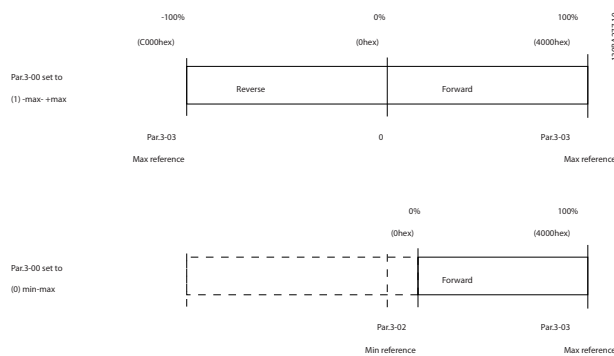 -100% 0% 100%
(C000hex) (0hex) (4000hex)
Par.3-00 set to
(1) -max- +max
Reverse Forward
Par.3-03 0 Par.3-03
Max reference Max reference
0% 100%
(0hex) (4000hex)
Par.3-00 set to
(0) min-max
Forward
Par.3-02 Par.3-03
Min reference Max reference